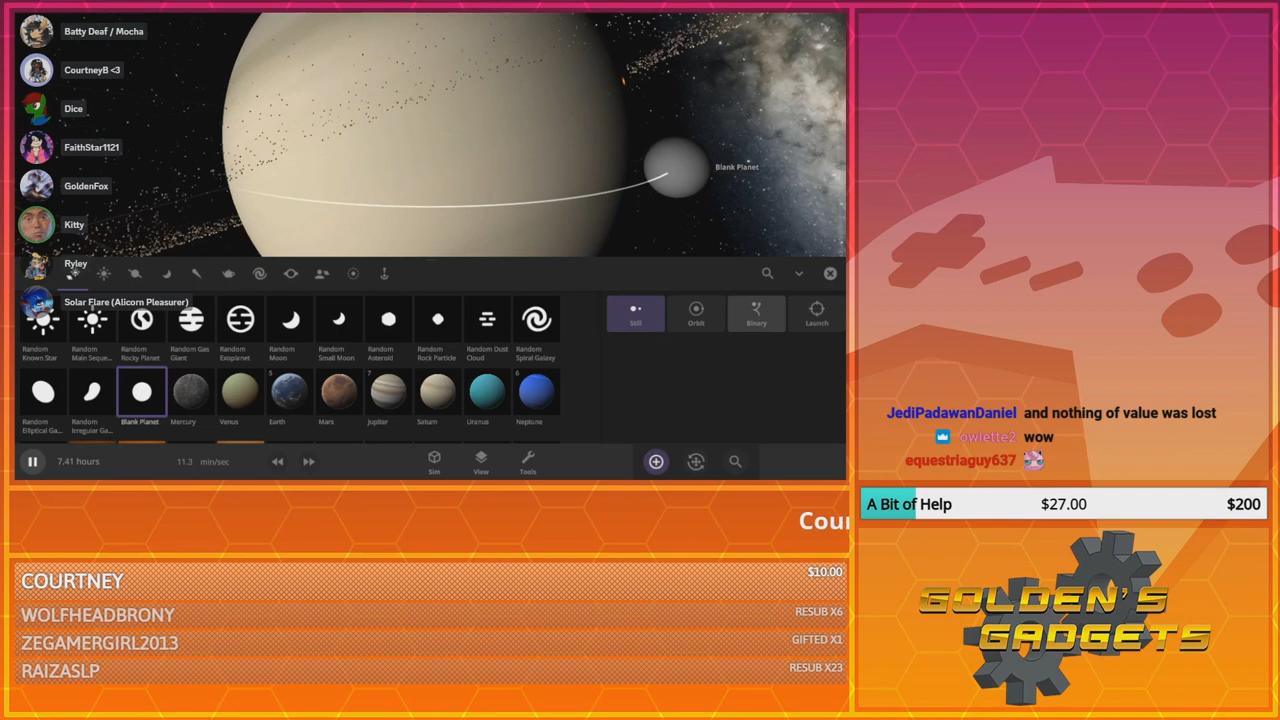 Batty Deaf / Mocha
CourtneyB <3
Dice
FaithStar1121
GoldenFox
Kitty
Ryley
Solar Flare (Alicorn Pleasurer)
Blank Planet
Still
Orbit
Binary
Launch
Random Known Star
Random Main Seque...
Random Rocky Planet
Random Gas Giant
Random Exoplanet
Random Moon
Random Small Moon
Random Asteroid
Random Rock Particle
Random Dust Cloud
Random Spiral Galaxy
5
7
6
Random Elliptical Ga...
Random Irregular Ga...
Blank Planet
Mercury
Venus
Earth
Mars
Jupiter
Saturn
Uranus
Neptune
7.41 hours
11.3 min/sec
Sim
View
Tools
JediPadawanDaniel and nothing of value was lost
owlette2 wow
equestriaguy637
A Bit of Help $27.00 $200
Cour
COURTNEY $10.00
WOLFHEADBRONY RESUB X6
ZEGAMERGIRL2013 GIFTED X1
RAIZASLP RESUB X23
GOLDEN'S
GADGETS